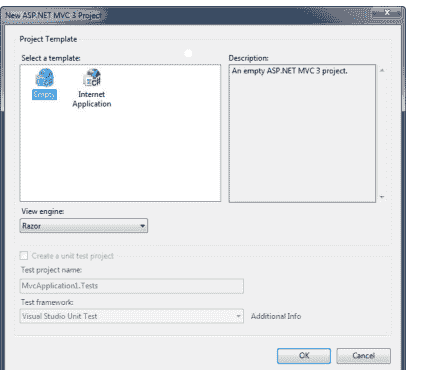 New ASP.NET MVC 3 Project
Project Template
Select a template:
Description:
Empty
Internet Application
An empty ASP.NET MVC 3 project.
View engine:
Razor
Create a unit test project
Test project name:
MvcApplication1.Tests
Test framework:
Visual Studio Unit Test
Additional Info
OK
Cancel